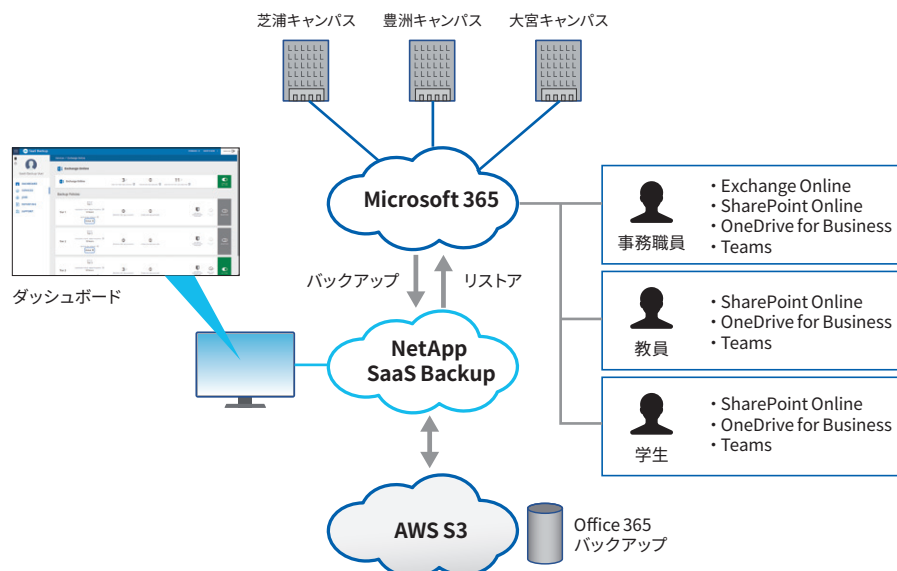 芝浦キャンパス
豊洲キャンパス
大宮キャンパス
Microsoft 365
バックアップ
リストア
ダッシュボード
NetApp
SaaS Backup
AWS S3
Office 365
バックアップ
事務職員
・Exchange Online
・SharePoint Online
・OneDrive for Business
・Teams
教員
・SharePoint Online
・OneDrive for Business
・Teams
学生
・SharePoint Online
・OneDrive for Business
・Teams